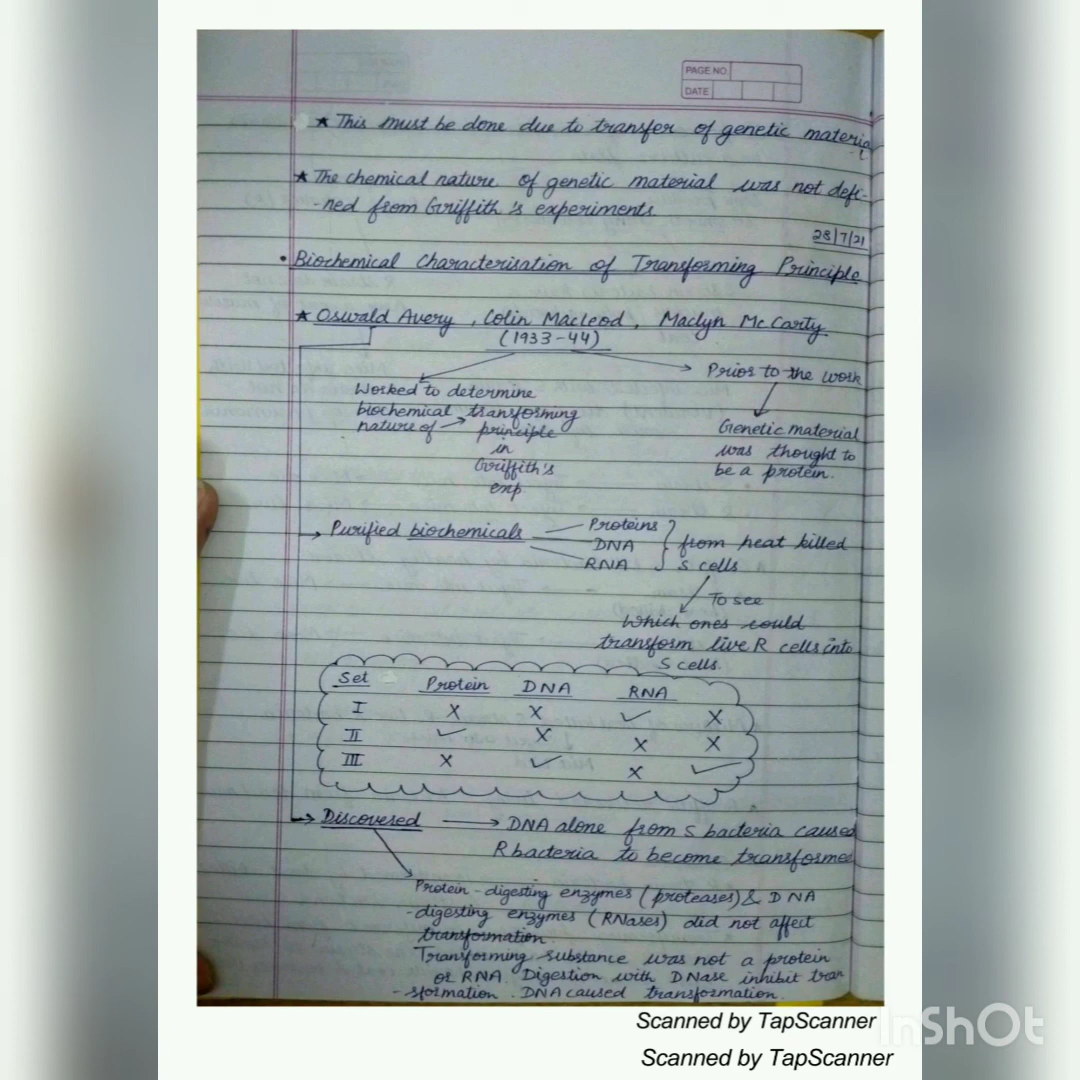 PAGE NO.
DATE
★ This must be done due to transfer of genetic materia
l
★ The chemical nature of genetic material was not defi-
-ned from Griffith's experiments.
28/7/21
• Biochemical Characterisation of Transforming Principle
★ Oswald Avery, Colin Macleod, Maclyn Mc.Carty
(1933-44)
Prior to the work
Worked to determine
biochemical transforming
nature of → principle
in
Griffith's
exp
Genetic material
was thought to
be a protein.
→ Purified biochemicals
Proteins
DNA
RNA
from heat killed
S cells
To see
Which ones could
transform live R cells into
S cells.
Set Protein DNA RNA
I X X ✓ X
II ✓ X X X
III X ✓ X ✓
→ Discovered → DNA alone from S bacteria caused
R bacteria to become transformed
Protein-digesting enzymes (proteases) & DNA
-digesting enzymes (RNases) did not affect
transformation.
Transforming substance was not a protein
or RNA. Digestion with DNase inhibit tran
-sformation. DNA caused transformation.
Scanned by TapScanner
Scanned by TapScanner
InShOt